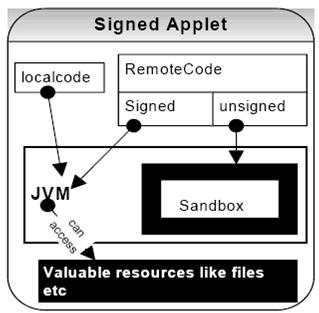 Signed Applet
localcode
RemoteCode
Signed
unsigned
JVM
Sandbox
can
access
Valuable resources like files
etc